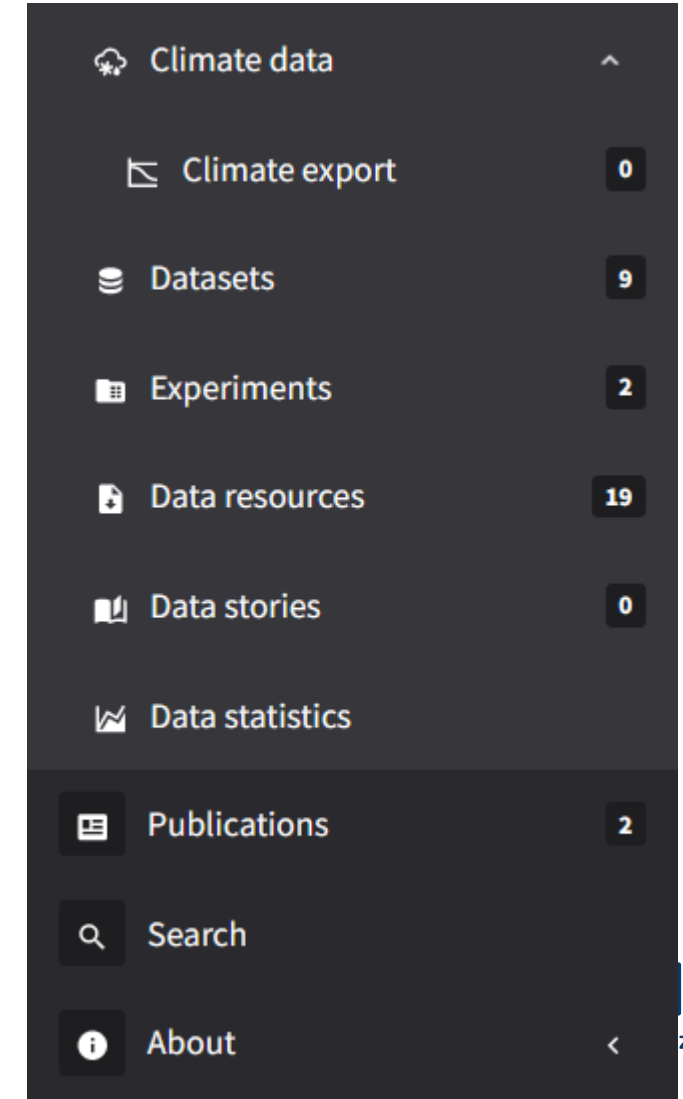 Climate data
Climate export 0
Datasets 9
Experiments 2
Data resources 19
Data stories 0
Data statistics
Publications 2
Search
About